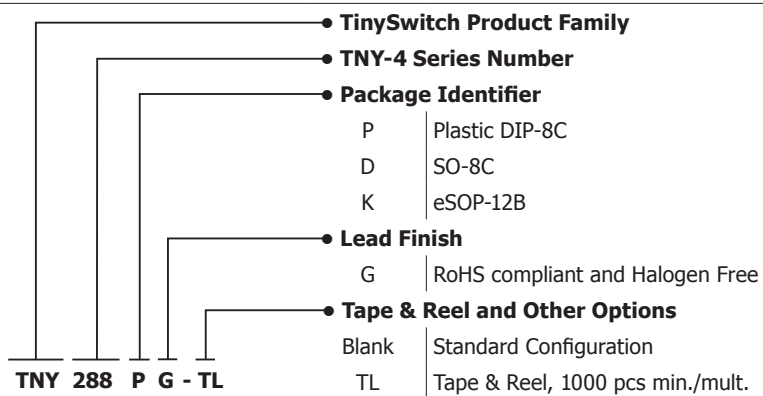 TinySwitch Product Family
TNY-4 Series Number
Package Identifier
P Plastic DIP-8C
D SO-8C
K eSOP-12B
Lead Finish
G RoHS compliant and Halogen Free
Tape & Reel and Other Options
Blank Standard Configuration
TNY 288 P G - TL
TL Tape & Reel, 1000 pcs min./mult.